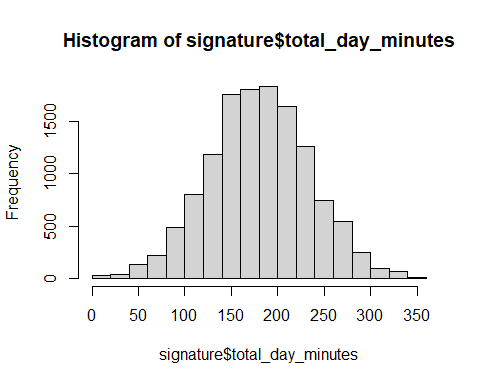 Histogram of signature$total_day_minutes
Frequency
1500
1000
500
0
0 50 100 150 200 250 300 350
signature$total_day_minutes